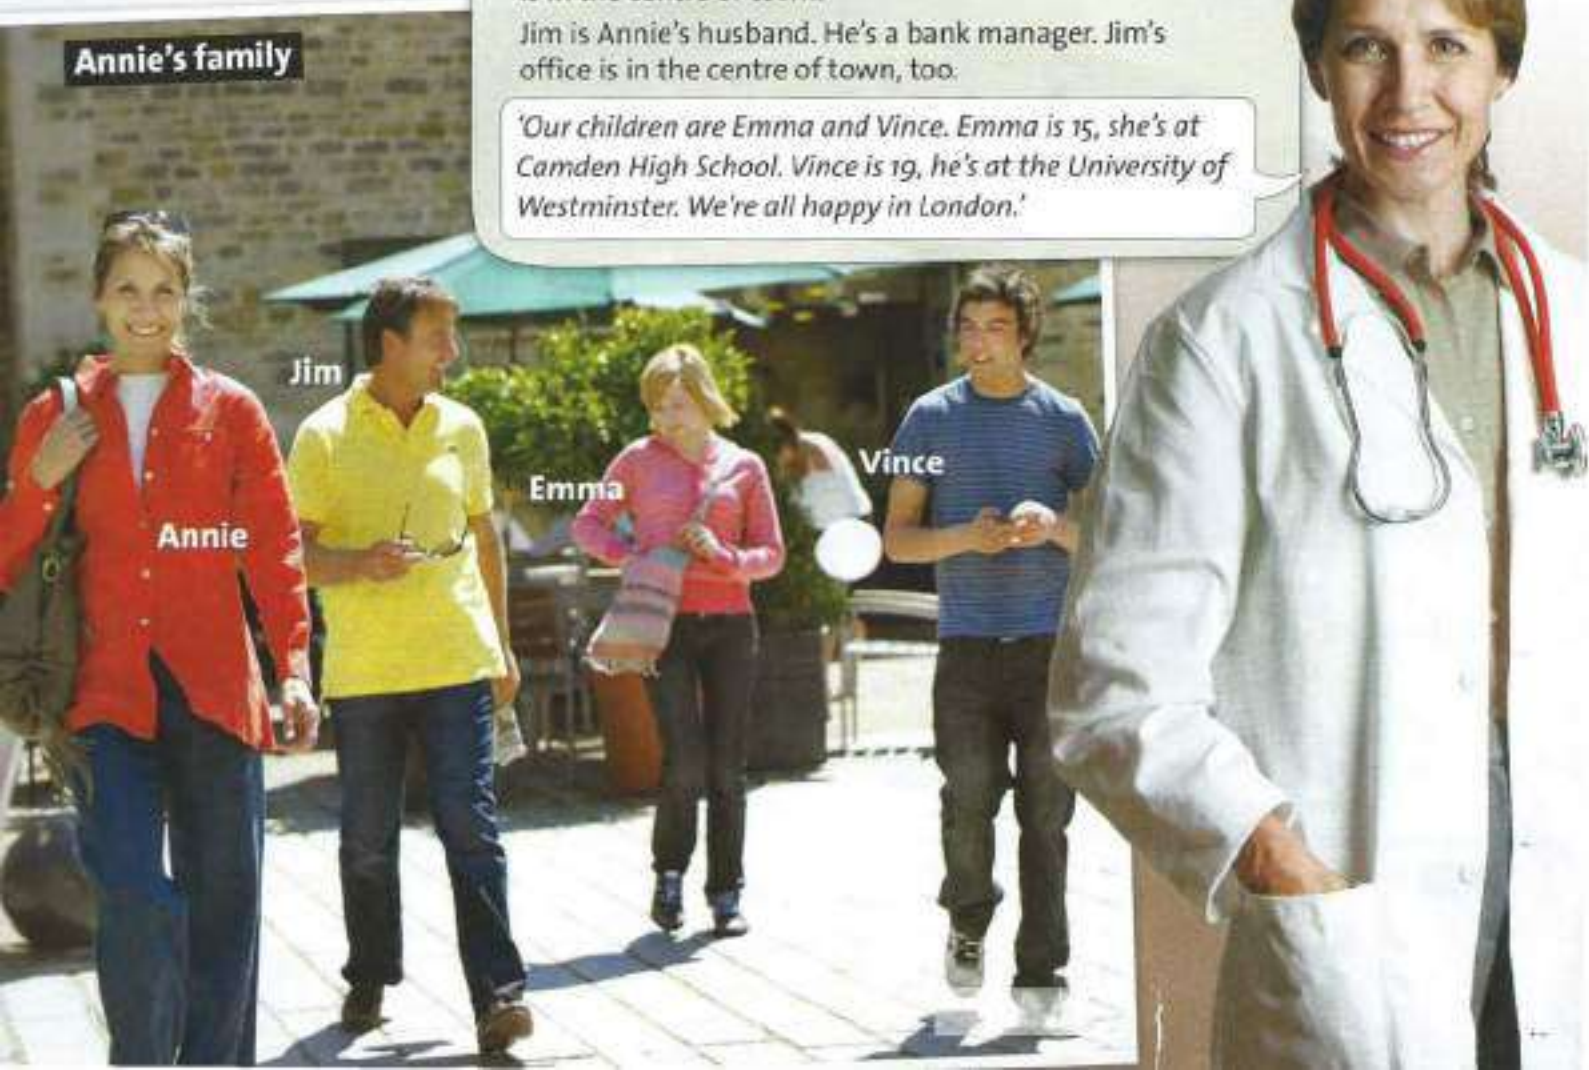 Annie's family
Jim is Annie's husband. He's a bank manager. Jim's
office is in the centre of town, too.
'Our children are Emma and Vince. Emma is 15, she's at
Camden High School. Vince is 19, he's at the University of
Westminster. We're all happy in London.'
Jim
Vince
Emma
Annie